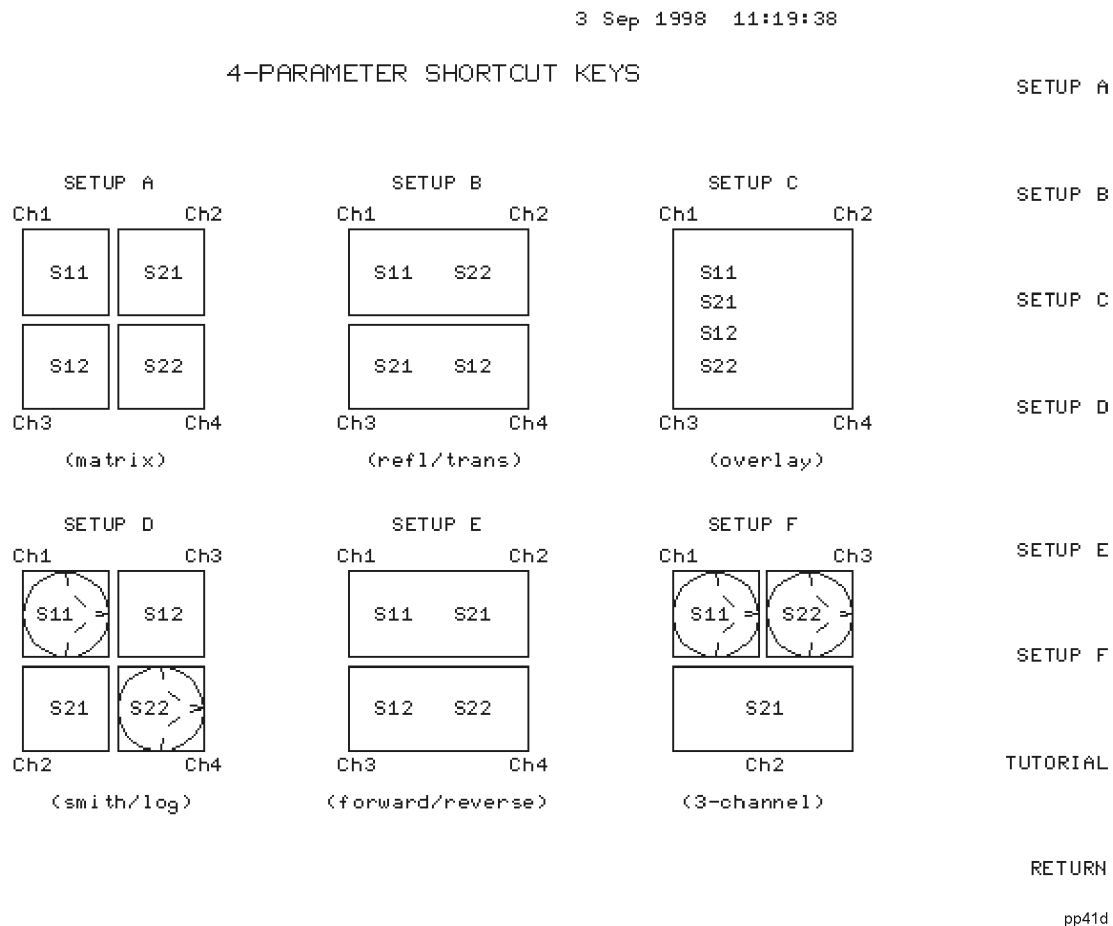 3 Sep 1998 11:19:38
4-PARAMETER SHORTCUT KEYS
SETUP A
SETUP B
SETUP C
Ch1 Ch2
Ch1 Ch2
Ch1 Ch2
S11 S21
S11 S22
S11
S21
S12
S22
S12 S22
S21 S12
Ch3 Ch4
Ch3 Ch4
Ch3 Ch4
(matrix)
(refl/trans)
(overlay)
SETUP D
SETUP E
SETUP F
Ch1 Ch3
Ch1 Ch2
Ch1 Ch3
S11 S12
S11 S21
S11 S22
S21 S22
S12 S22
S21
Ch2 Ch4
Ch3 Ch4
Ch2
(smith/log)
(forward/reverse)
(3-channel)
SETUP A
SETUP B
SETUP C
SETUP D
SETUP E
SETUP F
TUTORIAL
RETURN
pp41d